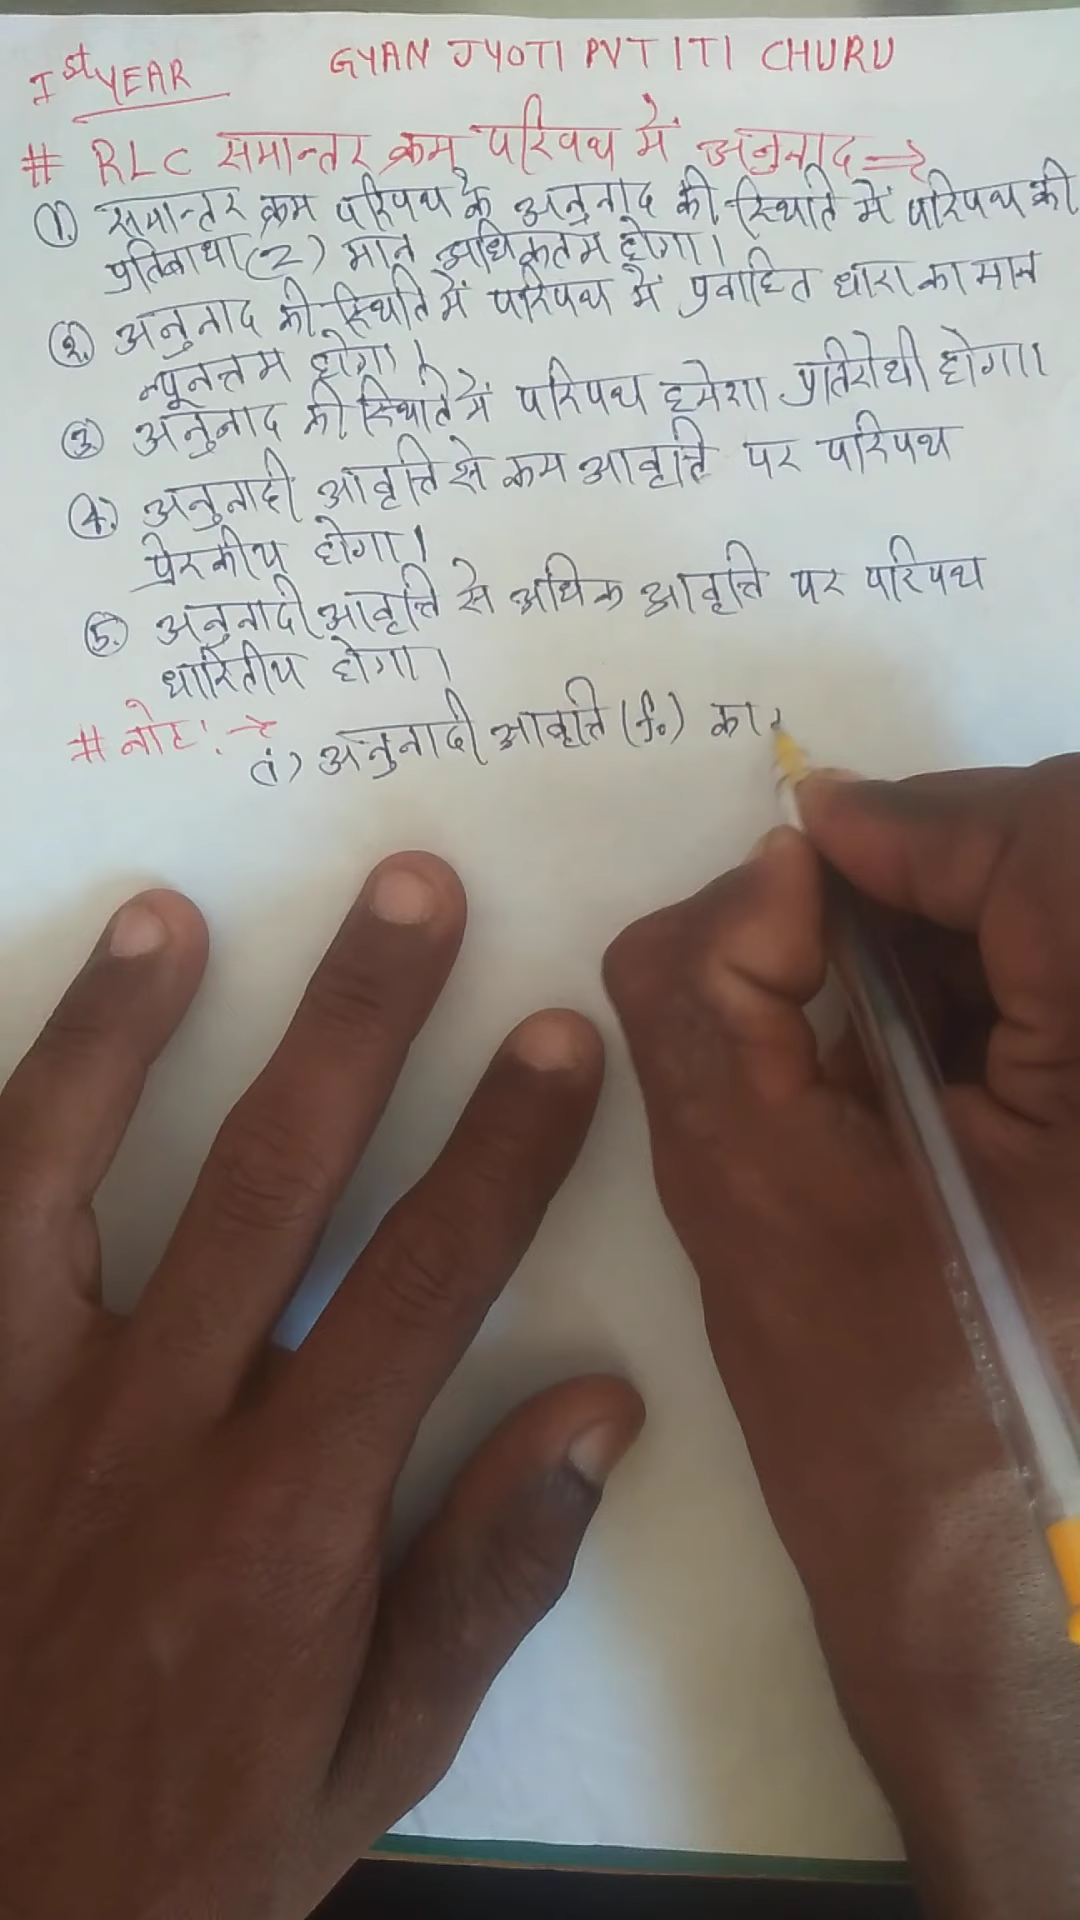 Ist YEAR GYAN JYOTI PVT ITI CHURU
# RLC समान्तर क्रम परिपथ में अनुनाद ⇒
① समान्तर क्रम परिपथ के अनुनाद की स्थिति में परिपथ की
प्रतिबाधा (Z) मान अधिकतम होगा।
② अनुनाद की स्थिति में परिपथ में प्रवाहित धारा का मान
न्यूनतम होगा।
③ अनुनाद की स्थिति में परिपथ हमेशा प्रतिरोधी होगा।
④ अनुनादी आवृत्ति से कम आवृत्ति पर परिपथ
प्रेरकीय होगा।
⑤ अनुनादी आवृत्ति से अधिक आवृत्ति पर परिपथ
धारितीय होगा।
# नोट :→
(i) अनुनादी आवृत्ति (f₀) का